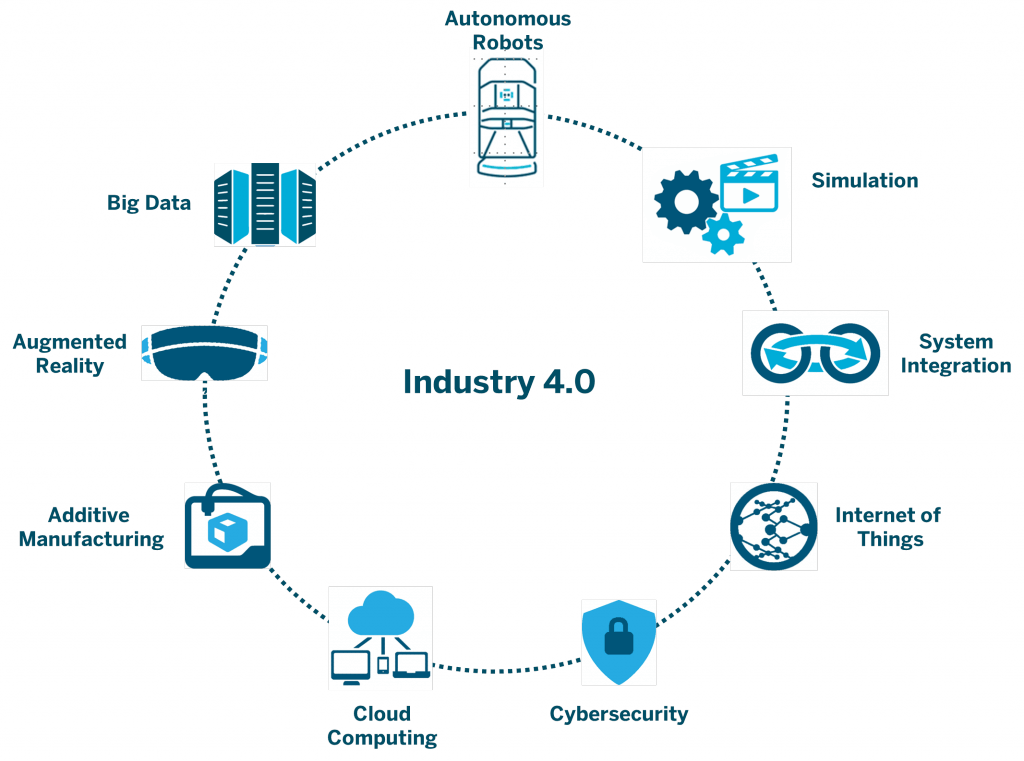 Autonomous
Robots
Simulation
Big Data
System
Integration
Augmented
Reality
Industry 4.0
Additive
Manufacturing
Internet of
Things
Cloud
Computing
Cybersecurity